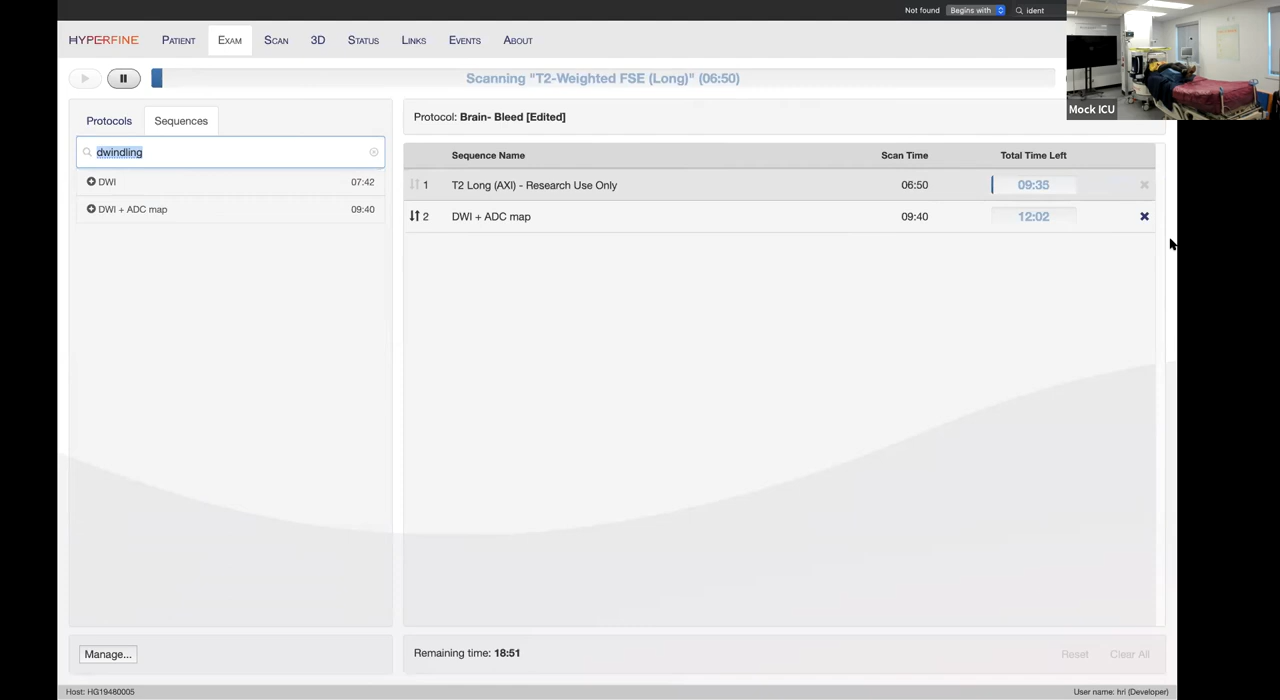 Not found Begins with ident
HYPERFINE PATIENT EXAM SCAN 3D STATUS LINKS EVENTS ABOUT
Scanning "T2-Weighted FSE (Long)" (06:50)
Mock ICU
Protocols Sequences
Protocol: Brain- Bleed [Edited]
dwindling
Sequence Name Scan Time Total Time Left
DWI 07:42
1 T2 Long (AXI) - Research Use Only 06:50 09:35
DWI + ADC map 09:40
2 DWI + ADC map 09:40 12:02
Manage...
Remaining time: 18:51 Reset Clear All
Host: HG19480005 User name: hri (Developer)